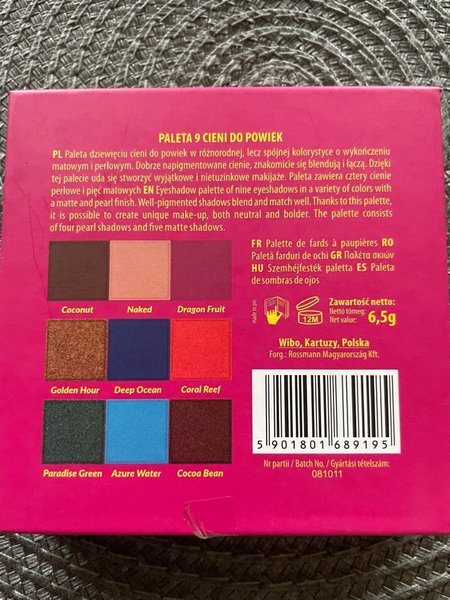 PALETA 9 CIENI DO POWIEK
PL Paleta dziewięciu cieni do powiek w różnorodnej, lecz spójnej kolorystyce o wykończeniu
matowym i perłowym. Dobrze napigmentowane cienie, znakomicie się blendują i łączą. Dzięki
tej palecie uda się stworzyć wyjątkowe i nietuzinkowe makijaże. Paleta zawiera cztery cienie
perłowe i pięć matowych EN Eyeshadow palette of nine eyeshadows in a variety of colors with
a matte and pearl finish. Well-pigmented shadows blend and match well. Thanks to this palette,
it is possible to create unique make-up, both neutral and bolder. The palette consists
of four pearl shadows and five matte shadows.
FR Palette de fards à paupières RO
Paletă farduri de ochi GR Παλέτα σκιών
HU Szemhéjfesték paletta ES Paleta
de sombras de ojos
Coconut Naked Dragon Fruit
made in prc
12M
Zawartość netto:
Nettó tömeg:
Net value: 6,5g
Wibo, Kartuzy, Polska
Forg.: Rossmann Magyarország Kft.
Golden Hour Deep Ocean Coral Reef
5 901801 689195
Paradise Green Azure Water Cocoa Bean
Nr partii / Batch No. / Gyártási tételszám:
081011